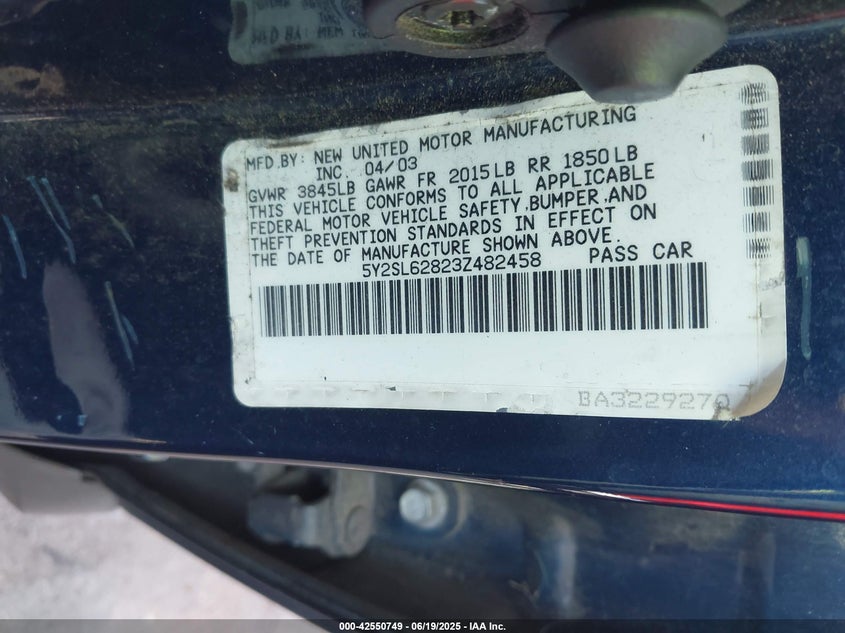 MFD.BY: NEW UNITED MOTOR MANUFACTURING
INC. 04/03
GVWR 3845LB GAWR FR 2015LB RR 1850LB
THIS VEHICLE CONFORMS TO ALL APPLICABLE
FEDERAL MOTOR VEHICLE SAFETY,BUMPER,AND
THEFT PREVENTION STANDARDS IN EFFECT ON
THE DATE OF MANUFACTURE SHOWN ABOVE.
5Y2SL62823Z482458 PASS CAR
BA3229270
000-42550749 - 06/19/2025 - IAA Inc.